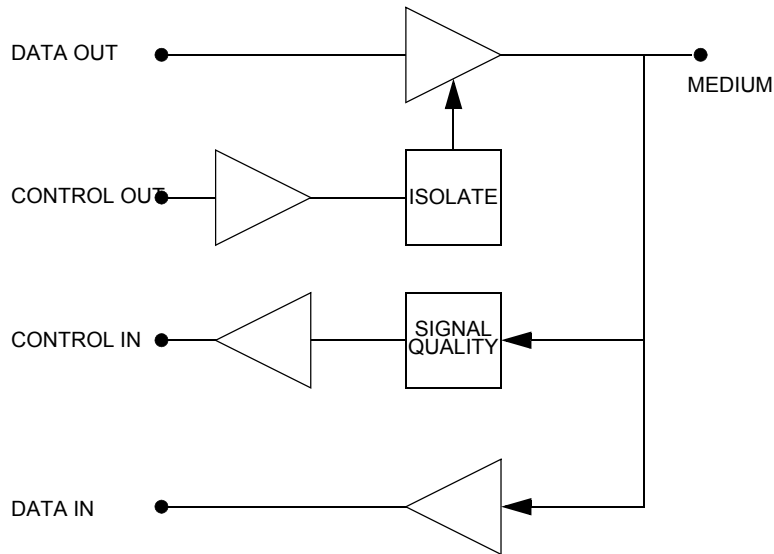 DATA OUT
MEDIUM
CONTROL OUT
ISOLATE
CONTROL IN
SIGNAL
QUALITY
DATA IN